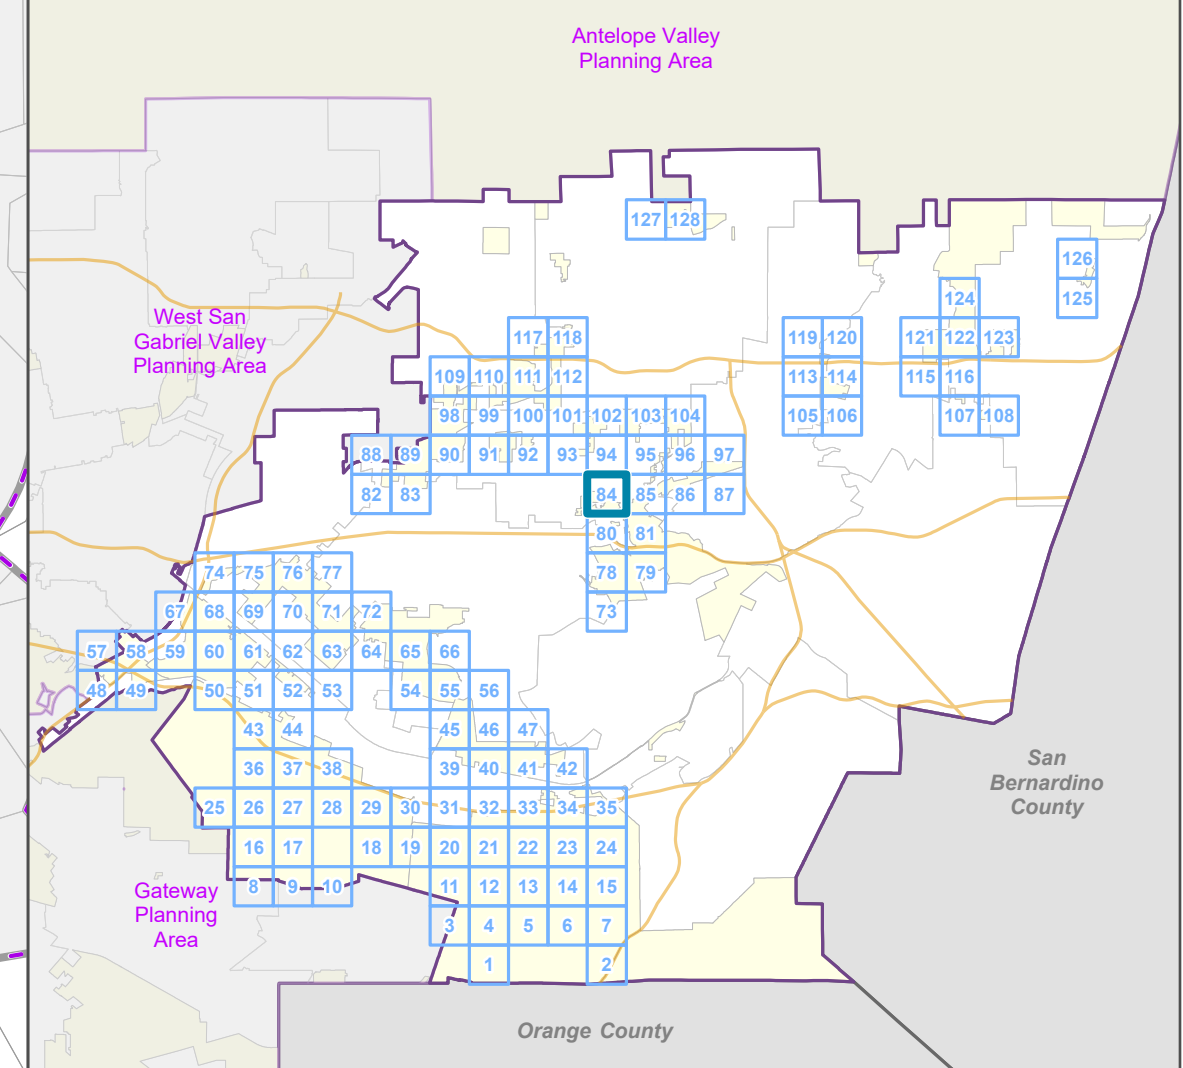 Antelope Valley
Planning Area
127 128
126
124 125
West San
Gabriel Valley
Planning Area
117 118 119 120 121 122 123
109 110 111 112 113 114 115 116
98 99 100 101 102 103 104 105 106 107 108
88 89 90 91 92 93 94 95 96 97
82 83 84 85 86 87
80 81
74 75 76 77 78 79
67 68 69 70 71 72 73
57 58 59 60 61 62 63 64 65 66
48 49 50 51 52 53 54 55 56
43 44 45 46 47
36 37 38 39 40 41 42
San
Bernardino
County
25 26 27 28 29 30 31 32 33 34 35
16 17 18 19 20 21 22 23 24
8 9 10 11 12 13 14 15
Gateway
Planning
Area
3 4 5 6 7
1 2
Orange County